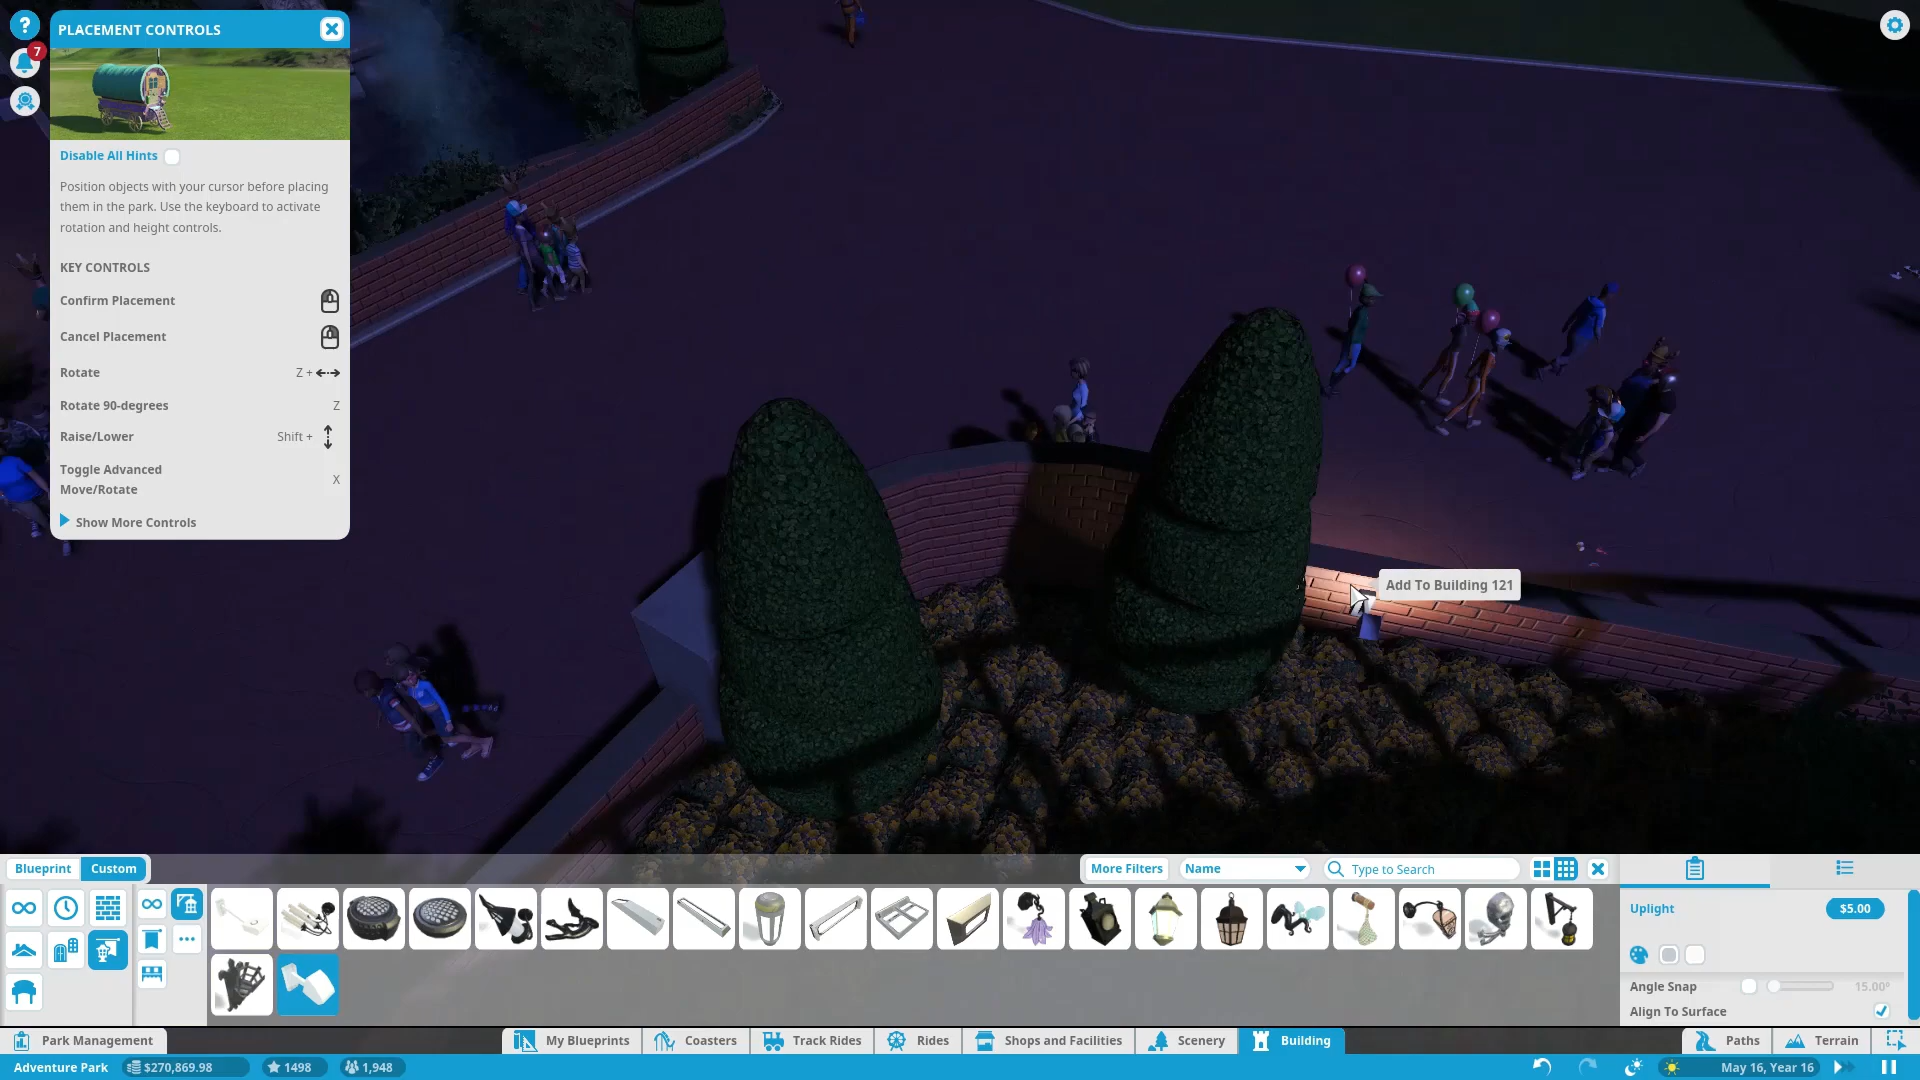 ?
PLACEMENT CONTROLS
7
Disable All Hints
Position objects with your cursor before placing
them in the park. Use the keyboard to activate
rotation and height controls.
KEY CONTROLS
Confirm Placement
Cancel Placement
Rotate Z +
Rotate 90-degrees Z
Raise/Lower Shift +
Toggle Advanced
Move/Rotate X
Show More Controls
Add To Building 121
Blueprint Custom
More Filters Name Type to Search
Uplight $5.00
Angle Snap 15.00°
Align To Surface
Park Management My Blueprints Coasters Track Rides Rides Shops and Facilities Scenery Building Paths Terrain
Adventure Park $270,869.98 1498 1,948 May 16, Year 16